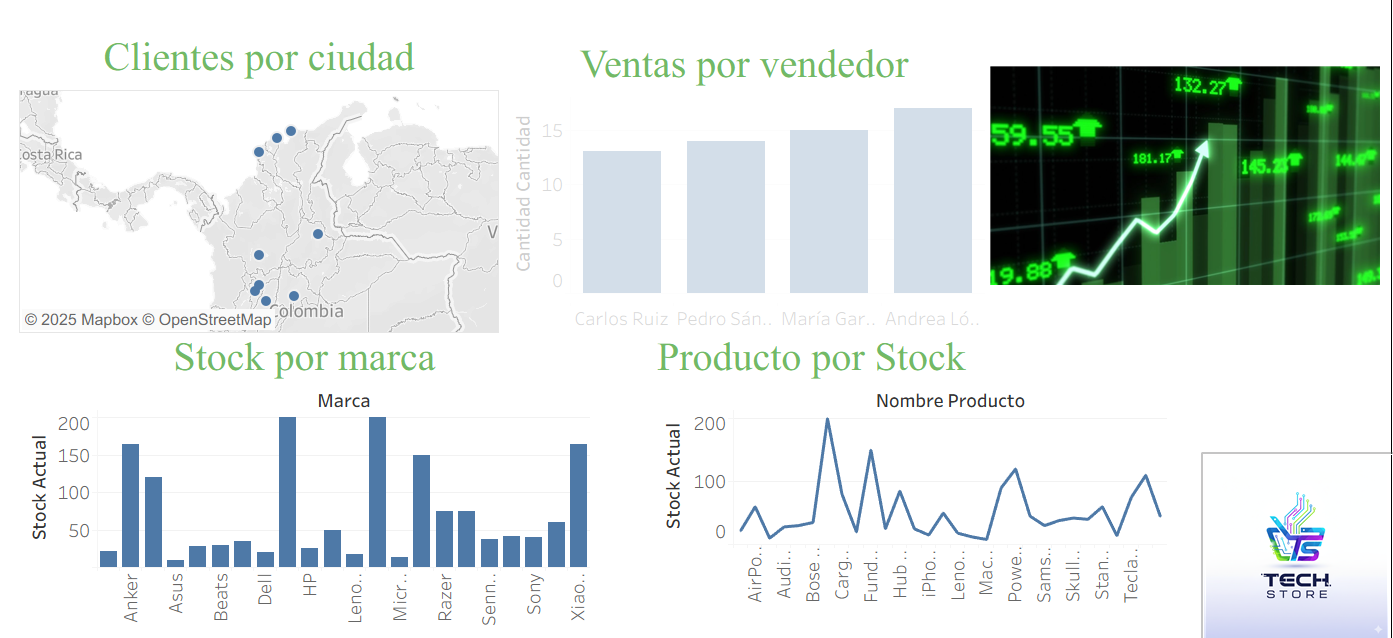 Clientes por ciudad
Costa Rica
Colombia
© 2025 Mapbox © OpenStreetMap
Ventas por vendedor
Cantidad Cantidad
15
10
5
0
Carlos Ruiz
Pedro Sán..
María Gar..
Andrea Ló..
132.27
59.55
181.17
145.23
19.88
Stock por marca
Marca
Stock Actual
200
150
100
50
Anker
Asus
Beats
Dell
HP
Leno..
Micr..
Razer
Senn..
Sony
Xiao..
Producto por Stock
Nombre Producto
Stock Actual
200
100
0
AirPo..
Audi..
Bose ..
Carg..
Fund..
Hub ..
iPho..
Leno..
Mac..
Powe..
Sams..
Skull..
Stan..
Tecla..
TS
TECH
STORE